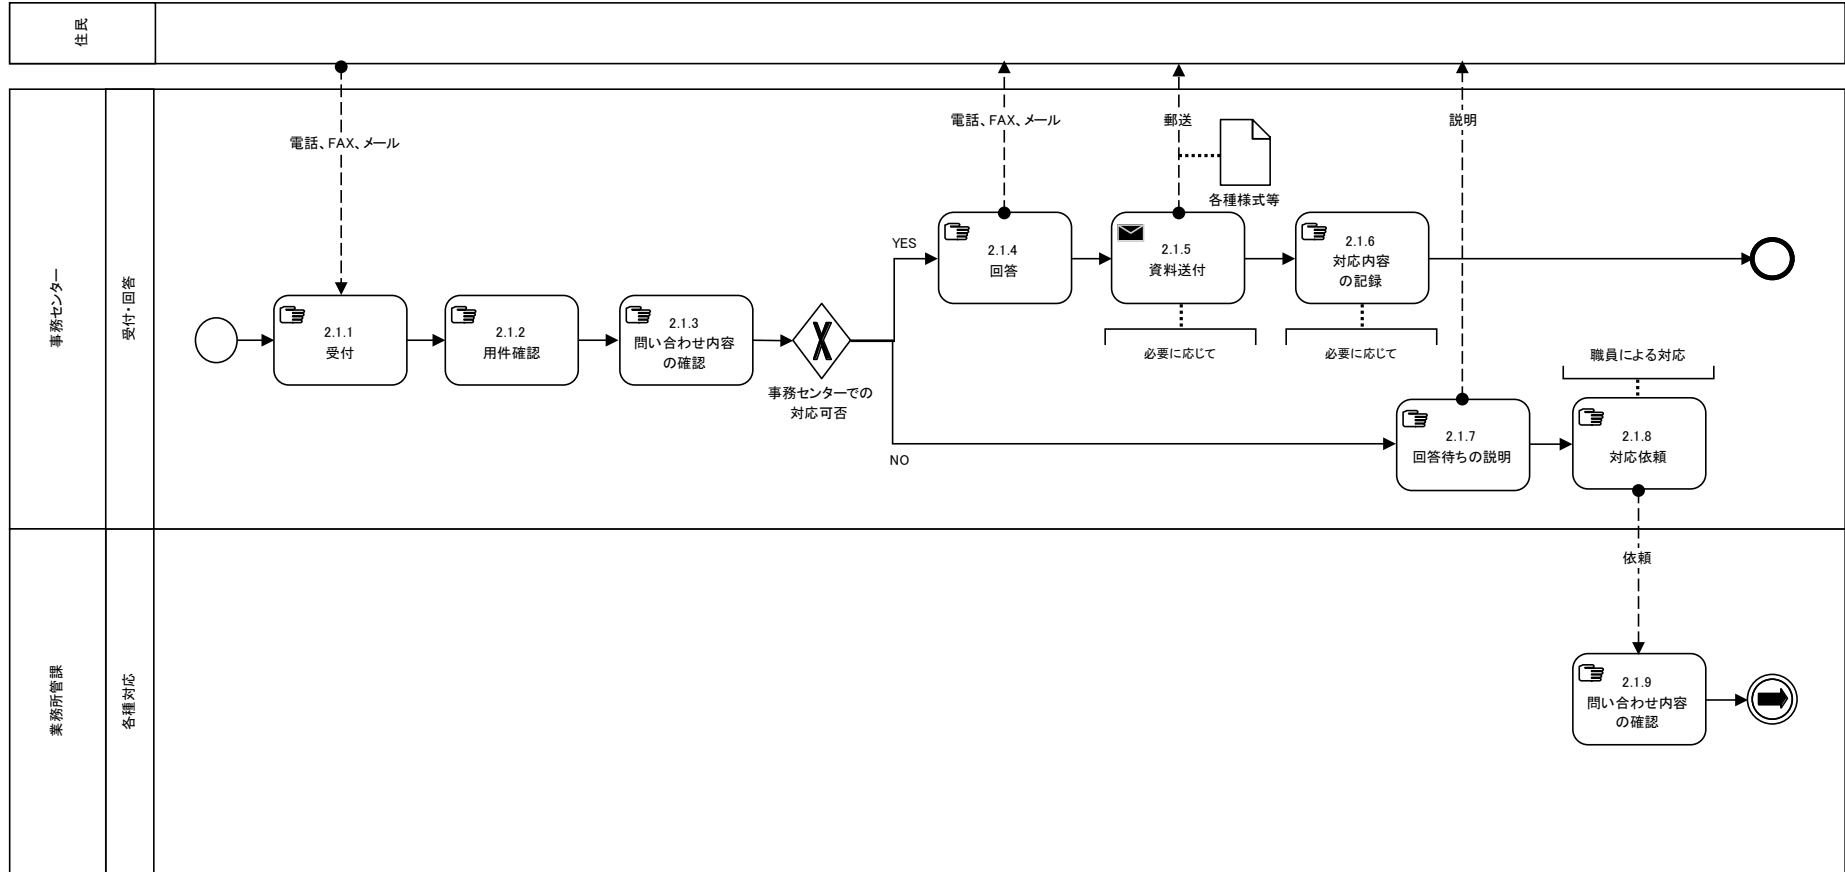 住民
事務センター
受付・回答
電話、FAX、メール
2.1.1
受付
2.1.2
用件確認
2.1.3
問い合わせ内容
の確認
事務センターでの
対応可否
YES
NO
電話、FAX、メール
2.1.4
回答
郵送
各種様式等
2.1.5
資料送付
必要に応じて
2.1.6
対応内容
の記録
必要に応じて
説明
2.1.7
回答待ちの説明
職員による対応
2.1.8
対応依頼
業務所管課
各種対応
依頼
2.1.9
問い合わせ内容
の確認